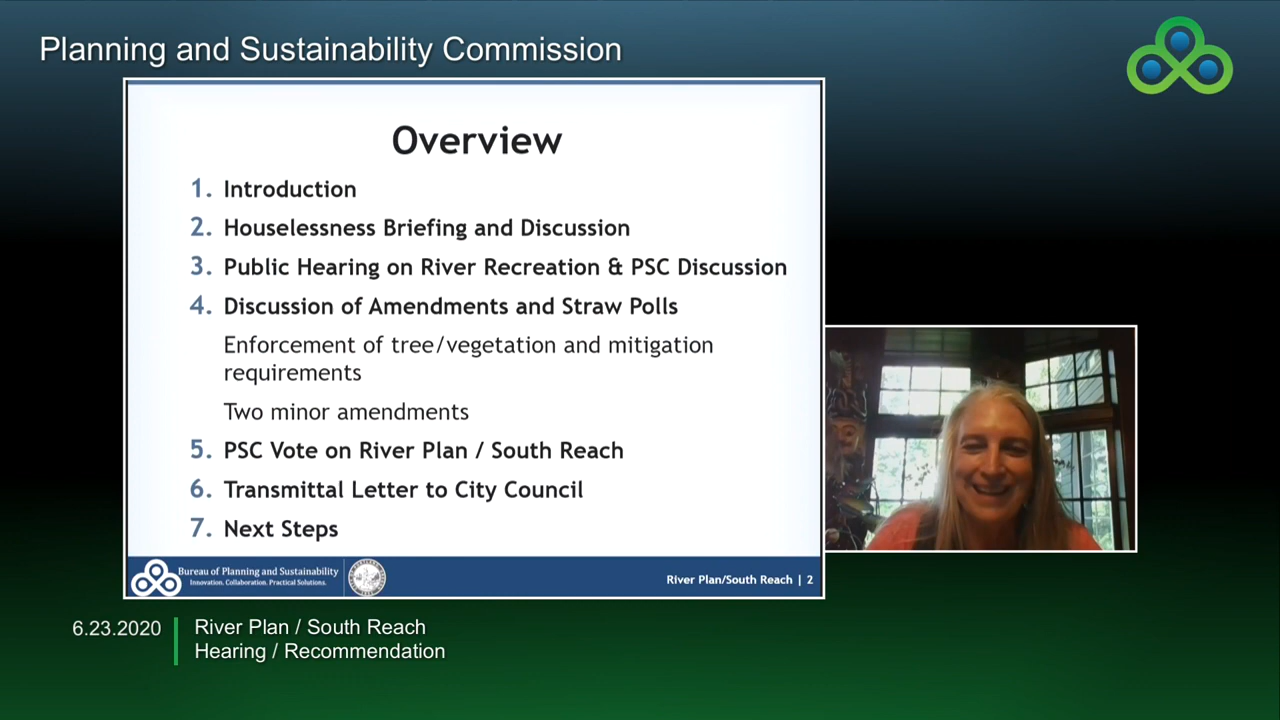 Planning and Sustainability Commission
Overview
1. Introduction
2. Houselessness Briefing and Discussion
3. Public Hearing on River Recreation & PSC Discussion
4. Discussion of Amendments and Straw Polls
Enforcement of tree/vegetation and mitigation
requirements
Two minor amendments
5. PSC Vote on River Plan / South Reach
6. Transmittal Letter to City Council
7. Next Steps
Bureau of Planning and Sustainability
Innovation. Collaboration. Practical Solutions.
River Plan/South Reach | 2
6.23.2020
River Plan / South Reach
Hearing / Recommendation